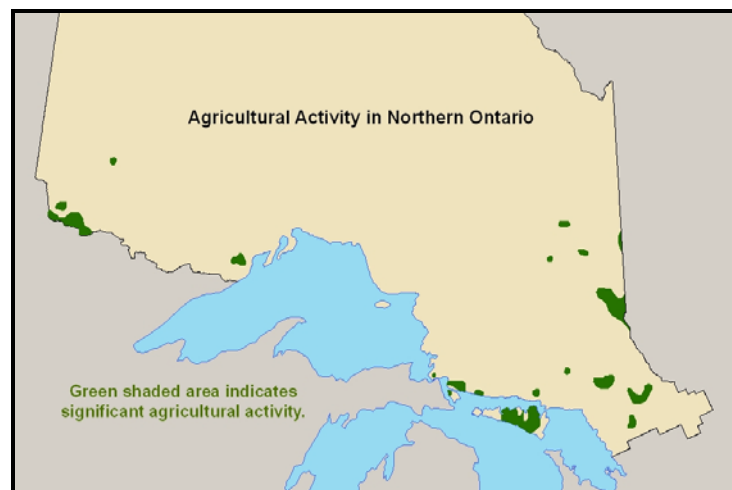 Agricultural Activity in Northern Ontario
Green shaded area indicates
significant agricultural activity.